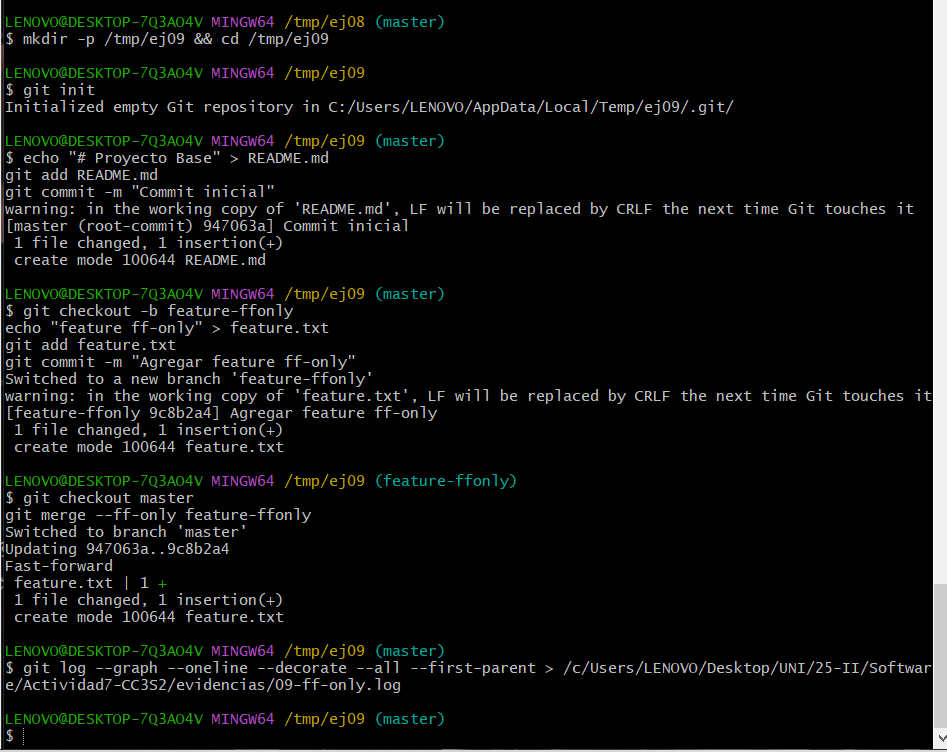 LENOVO@DESKTOP-7Q3AO4V MINGW64 /tmp/ej08 (master)
$ mkdir -p /tmp/ej09 && cd /tmp/ej09
LENOVO@DESKTOP-7Q3AO4V MINGW64 /tmp/ej09
$ git init
Initialized empty Git repository in C:/Users/LENOVO/AppData/Local/Temp/ej09/.git/
LENOVO@DESKTOP-7Q3AO4V MINGW64 /tmp/ej09 (master)
$ echo "# Proyecto Base" > README.md
git add README.md
git commit -m "Commit inicial"
warning: in the working copy of 'README.md', LF will be replaced by CRLF the next time Git touches it
[master (root-commit) 947063a] Commit inicial
 1 file changed, 1 insertion(+)
 create mode 100644 README.md
LENOVO@DESKTOP-7Q3AO4V MINGW64 /tmp/ej09 (master)
$ git checkout -b feature-ffonly
echo "feature ff-only" > feature.txt
git add feature.txt
git commit -m "Agregar feature ff-only"
Switched to a new branch 'feature-ffonly'
warning: in the working copy of 'feature.txt', LF will be replaced by CRLF the next time Git touches it
[feature-ffonly 9c8b2a4] Agregar feature ff-only
 1 file changed, 1 insertion(+)
 create mode 100644 feature.txt
LENOVO@DESKTOP-7Q3AO4V MINGW64 /tmp/ej09 (feature-ffonly)
$ git checkout master
git merge --ff-only feature-ffonly
Switched to branch 'master'
Updating 947063a..9c8b2a4
Fast-forward
 feature.txt | 1 +
 1 file changed, 1 insertion(+)
 create mode 100644 feature.txt
LENOVO@DESKTOP-7Q3AO4V MINGW64 /tmp/ej09 (master)
$ git log --graph --oneline --decorate --all --first-parent > /c/Users/LENOVO/Desktop/UNI/25-II/Softwar
e/Actividad7-CC3S2/evidencias/09-ff-only.log
LENOVO@DESKTOP-7Q3AO4V MINGW64 /tmp/ej09 (master)
$